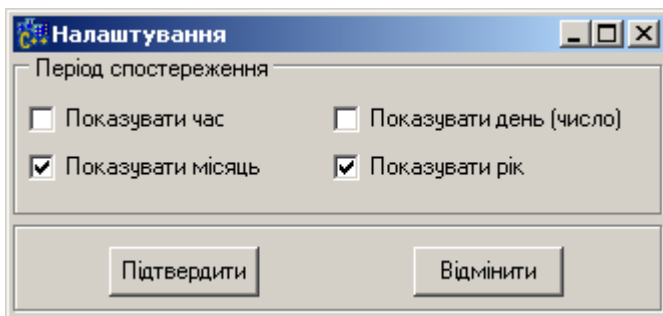 Налаштування
Період спостереження
Показувати час
Показувати день (число)
Показувати місяць
Показувати рік
Підтвердити
Відмінити